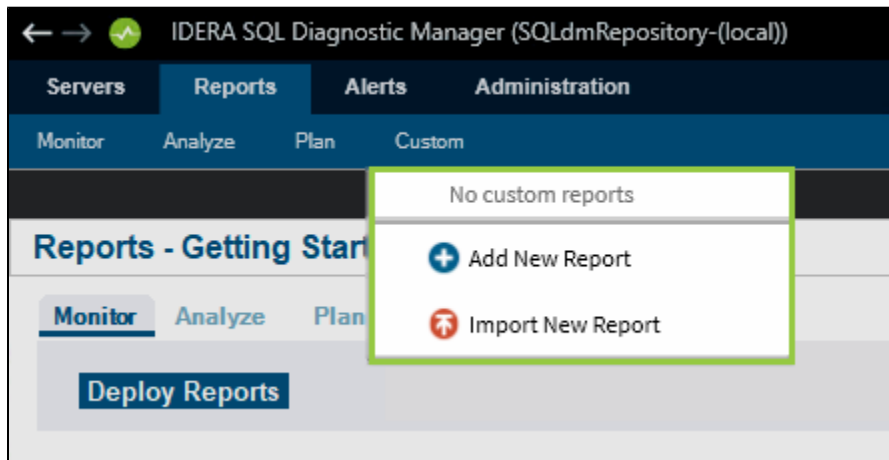 IDERA SQL Diagnostic Manager (SQLdmRepository-(local))
Servers Reports Alerts Administration
Monitor Analyze Plan Custom
No custom reports
Reports - Getting Start
Add New Report
Monitor Analyze Plan
Import New Report
Deploy Reports